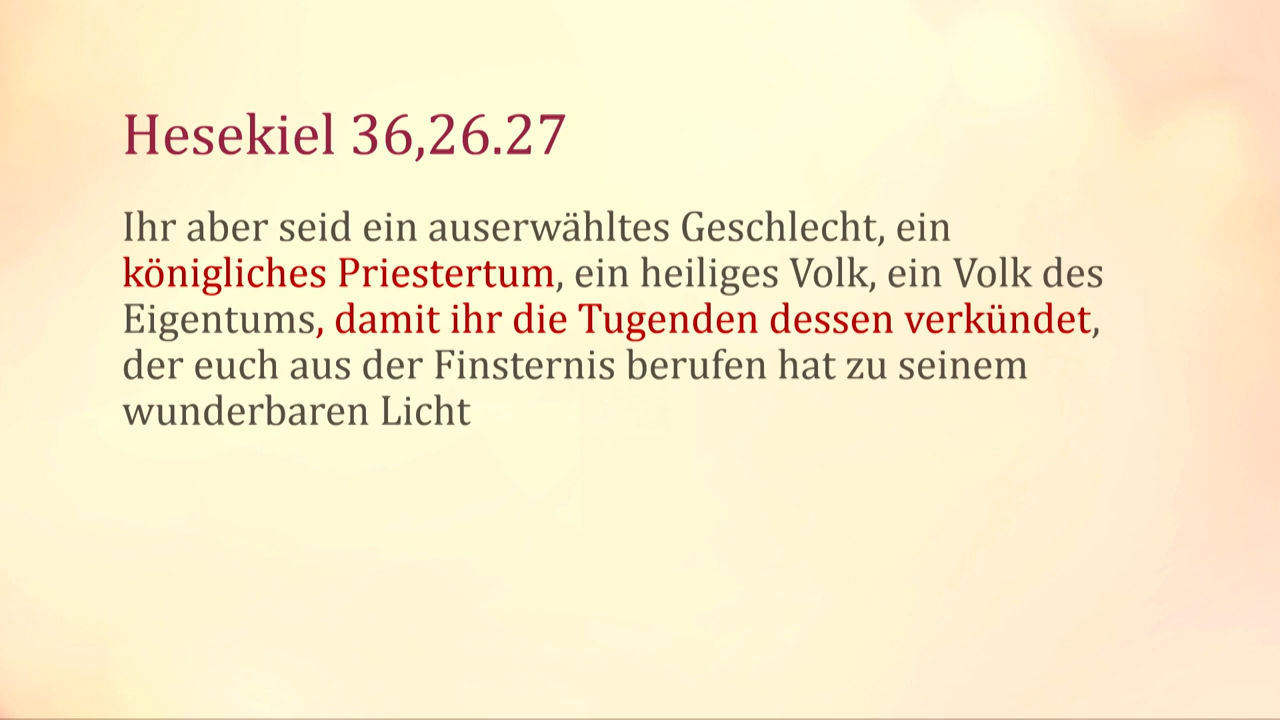 Hesekiel 36,26.27
Ihr aber seid ein auserwähltes Geschlecht, ein
königliches Priestertum, ein heiliges Volk, ein Volk des
Eigentums, damit ihr die Tugenden dessen verkündet,
der euch aus der Finsternis berufen hat zu seinem
wunderbaren Licht